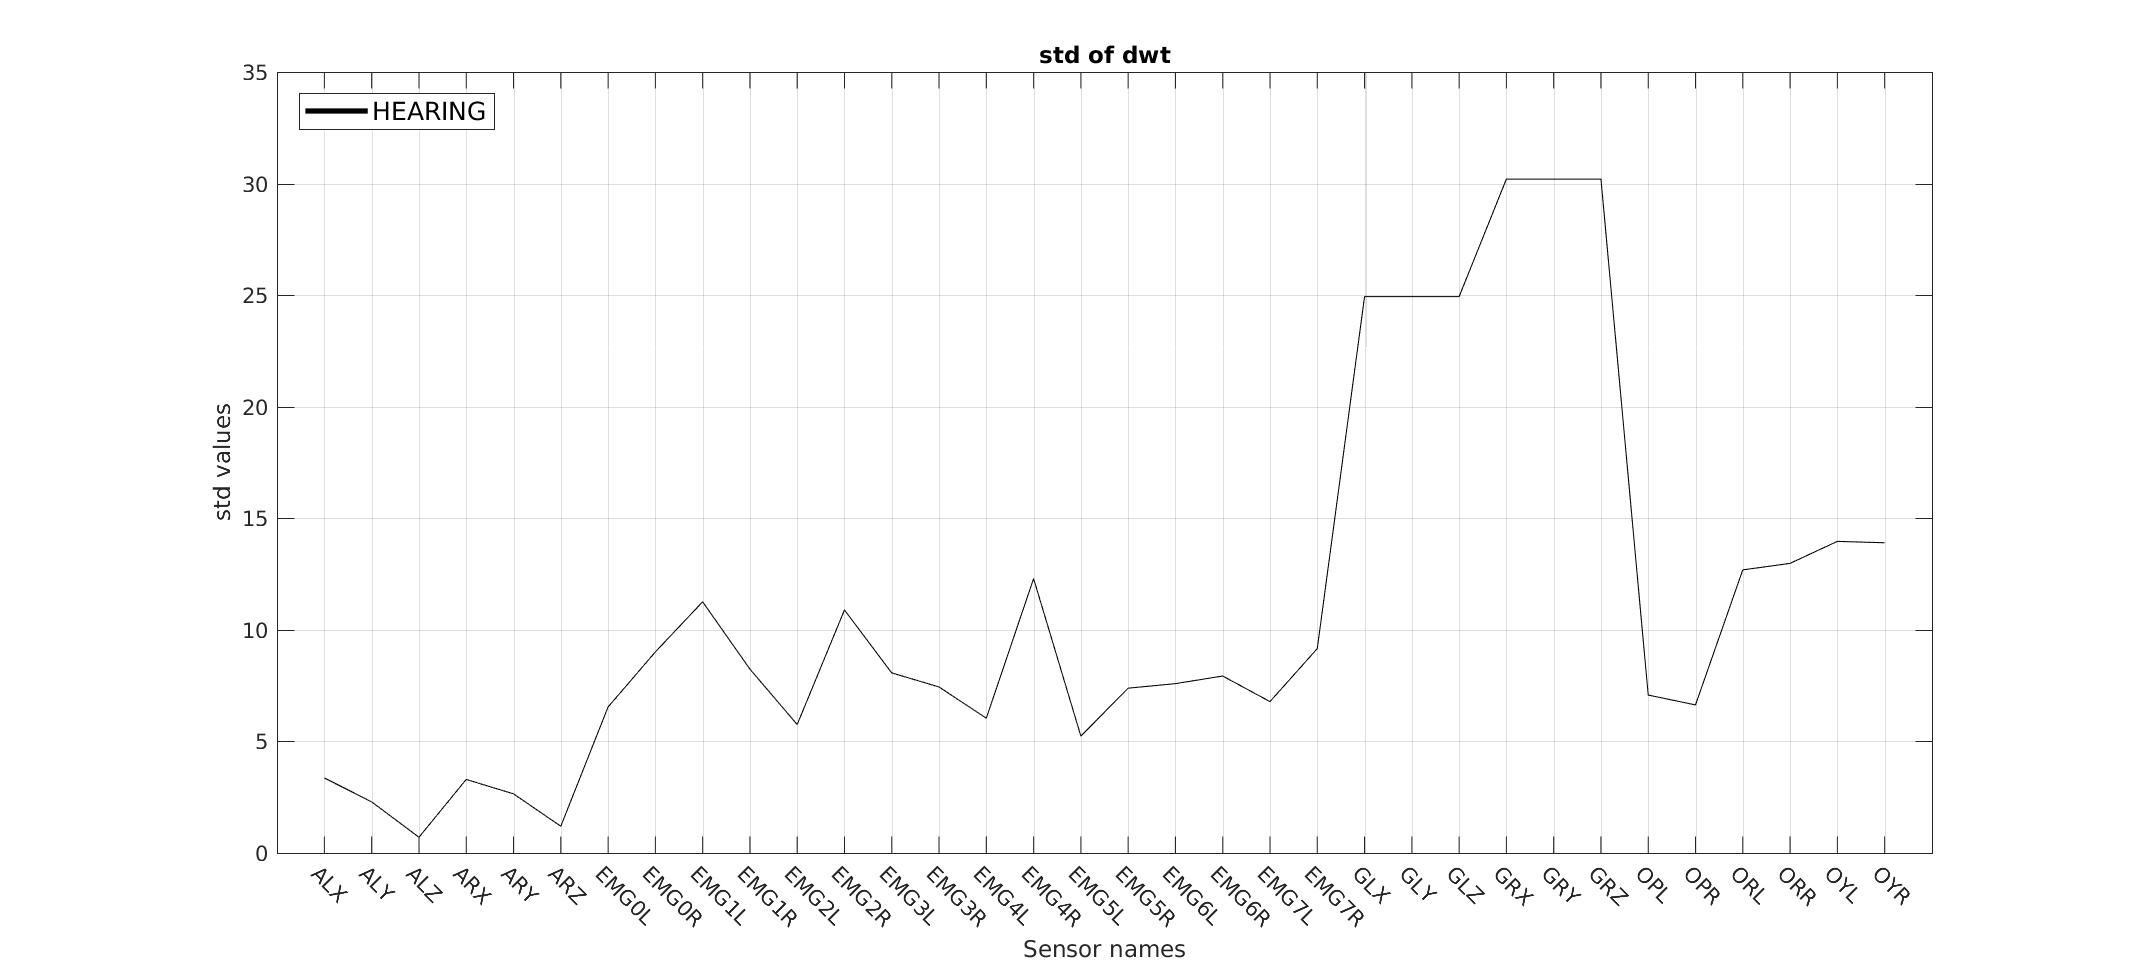 std of dwt
35
HEARING
30
25
20
15
10
5
0
std values
ALX
ALY
ALZ
ARX
ARY
ARZ
EMG0L
EMG0R
EMG1L
EMG1R
EMG2L
EMG2R
EMG3L
EMG3R
EMG4L
EMG4R
EMG5L
EMG5R
EMG6L
EMG6R
EMG7L
EMG7R
GLX
GLY
GLZ
GRX
GRY
GRZ
OPL
OPR
ORL
ORR
OYL
OYR
Sensor names